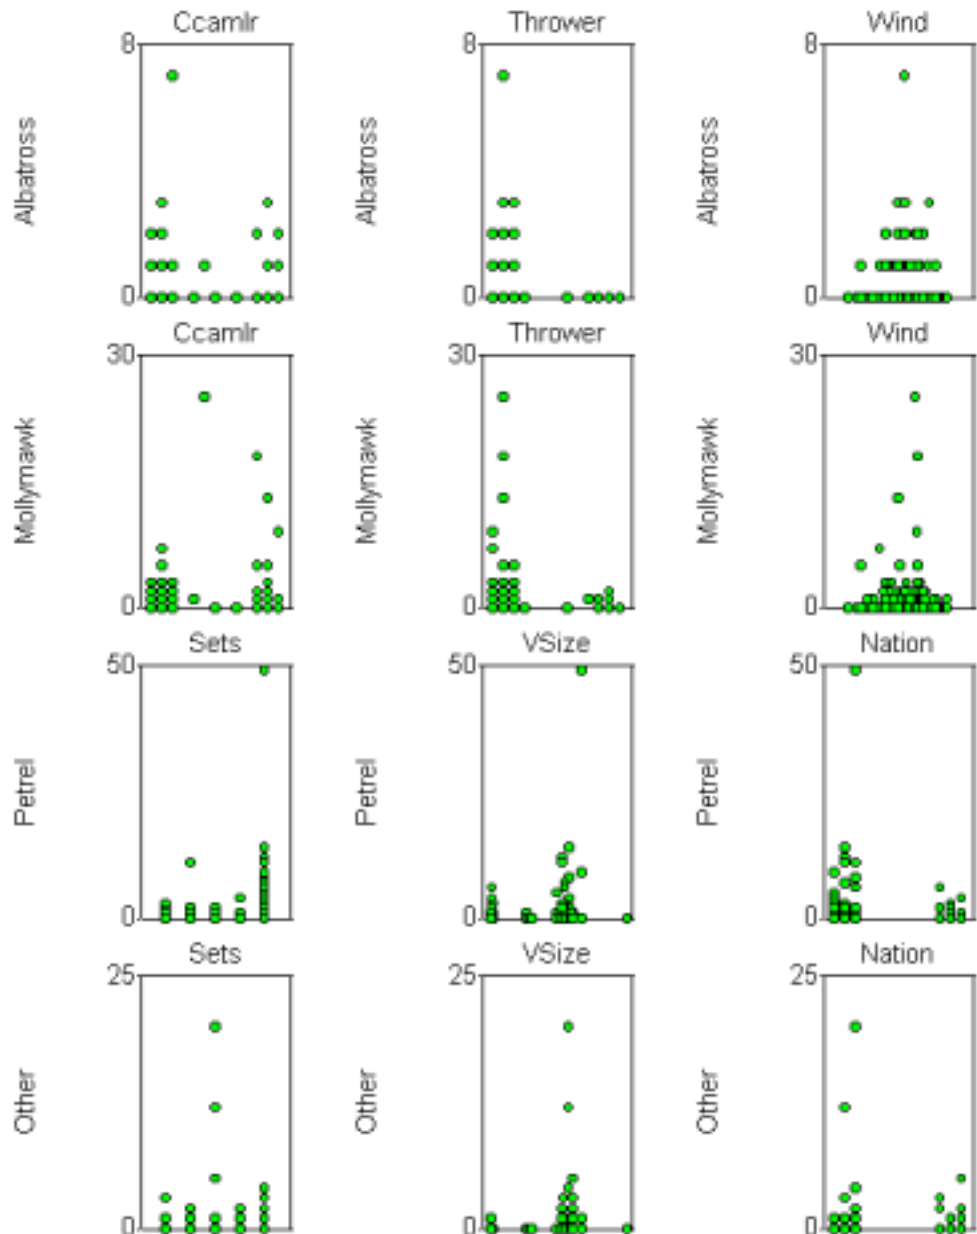 Ccamlr Thrower Wind
8 8 8
Albatross Albatross Albatross
0 0 0
Ccamlr Thrower Wind
30 30 30
Mollymawk Mollymawk Mollymawk
0 0 0
Sets VSize Nation
50 50 50
Petrel Petrel Petrel
0 0 0
Sets VSize Nation
25 25 25
Other Other Other
0 0 0